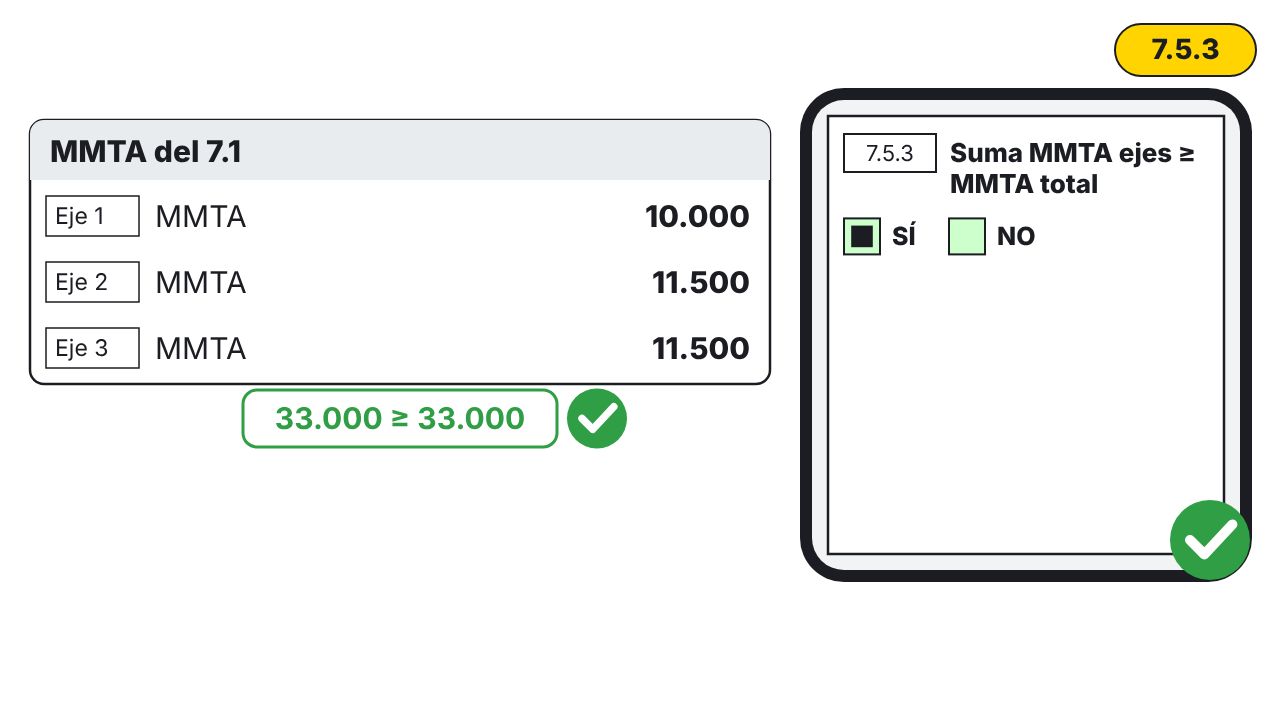 7.5.3
MMTA del 7.1
Eje 1 MMTA 10.000
Eje 2 MMTA 11.500
Eje 3 MMTA 11.500
33.000 ≥ 33.000
7.5.3 Suma MMTA ejes ≥
MMTA total
SÍ NO